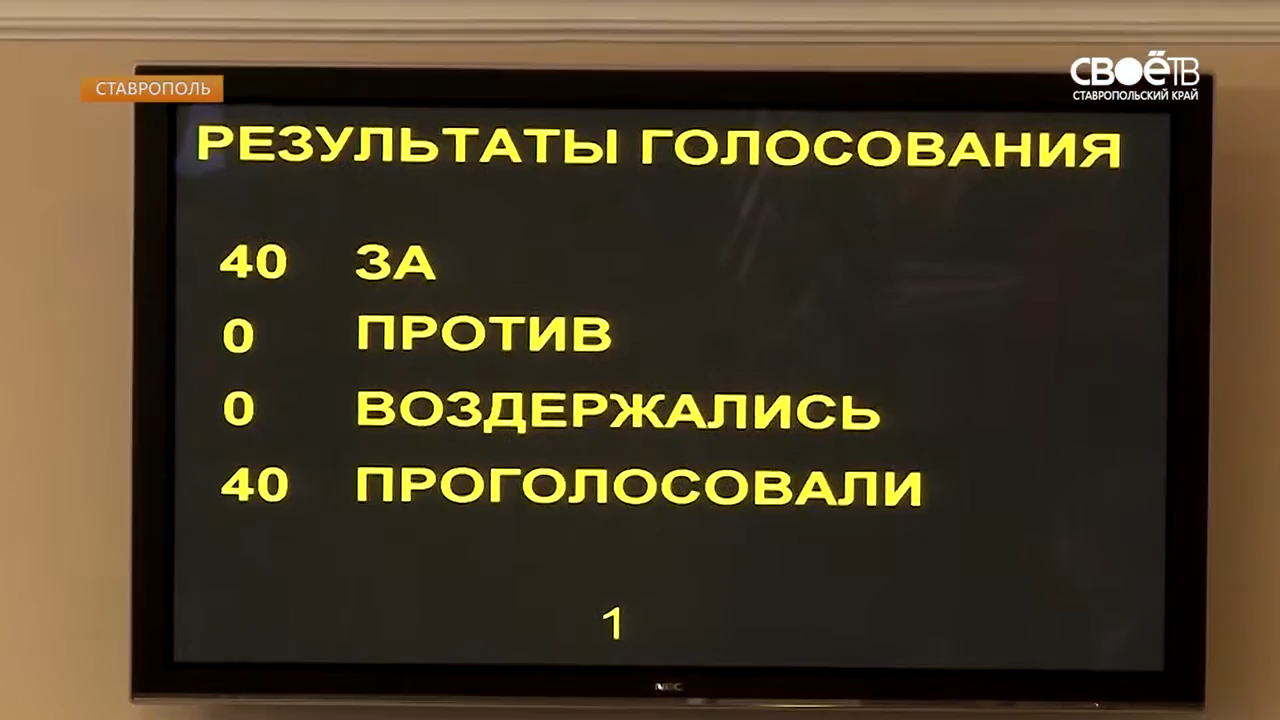 СТАВРОПОЛЬ
СВОЁТВ
СТАВРОПОЛЬСКИЙ КРАЙ
РЕЗУЛЬТАТЫ ГОЛОСОВАНИЯ
40 ЗА
0 ПРОТИВ
0 ВОЗДЕРЖАЛИСЬ
40 ПРОГОЛОСОВАЛИ
1
NEC